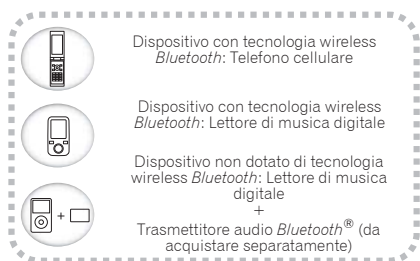 Dispositivo con tecnologia wireless
Bluetooth: Telefono cellulare
Dispositivo con tecnologia wireless
Bluetooth: Lettore di musica digitale
Dispositivo non dotato di tecnologia
wireless Bluetooth: Lettore di musica
digitale
+
+
Trasmettitore audio Bluetooth® (da
acquistare separatamente)